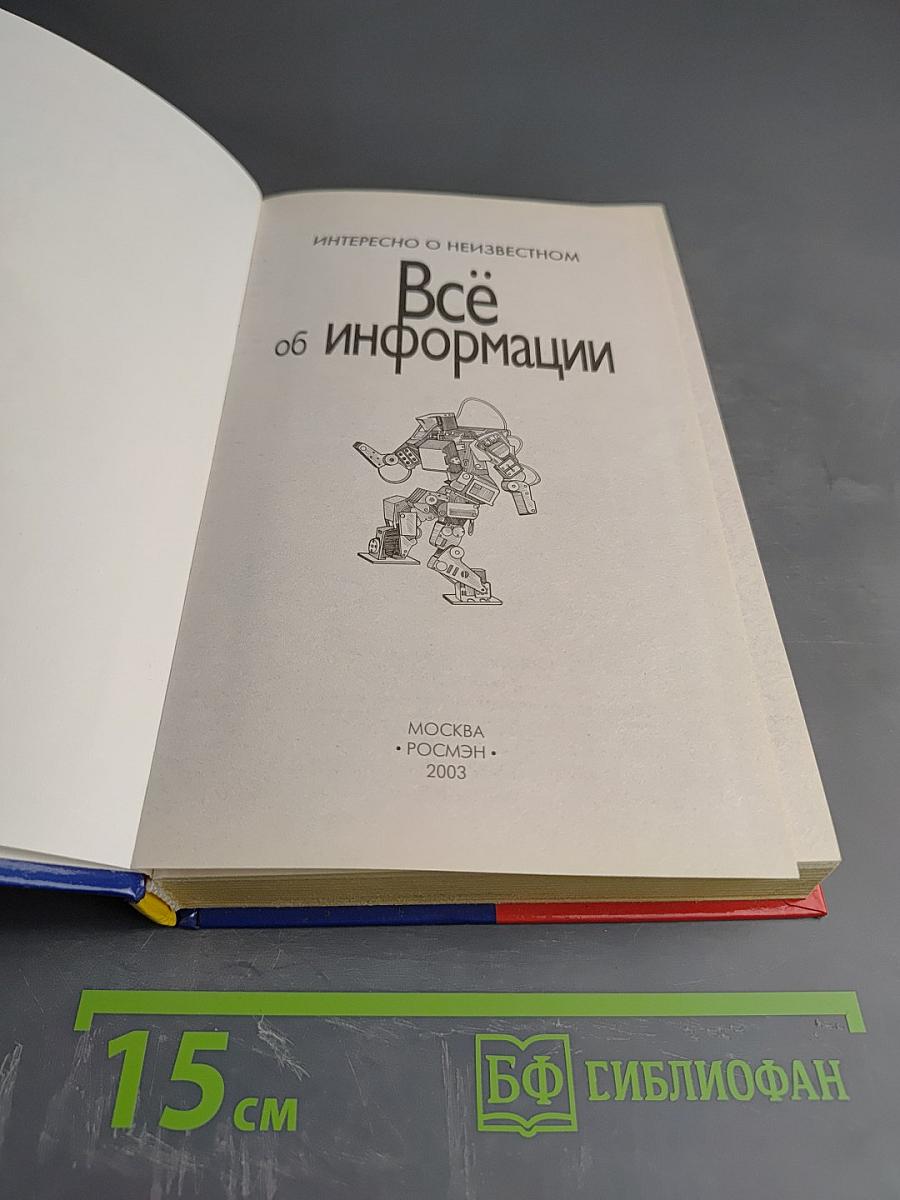 ИНТЕРЕСНО О НЕИЗВЕСТНОМ
Всё
об информации
МОСКВА
• РОСМЭН •
2003
15 см
БФ БИБЛИОФАН